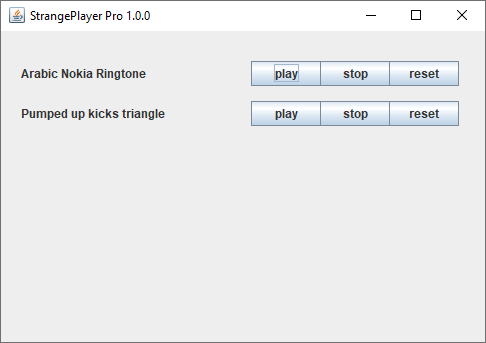 StrangePlayer Pro 1.0.0
Arabic Nokia Ringtone play stop reset
Pumped up kicks triangle play stop reset